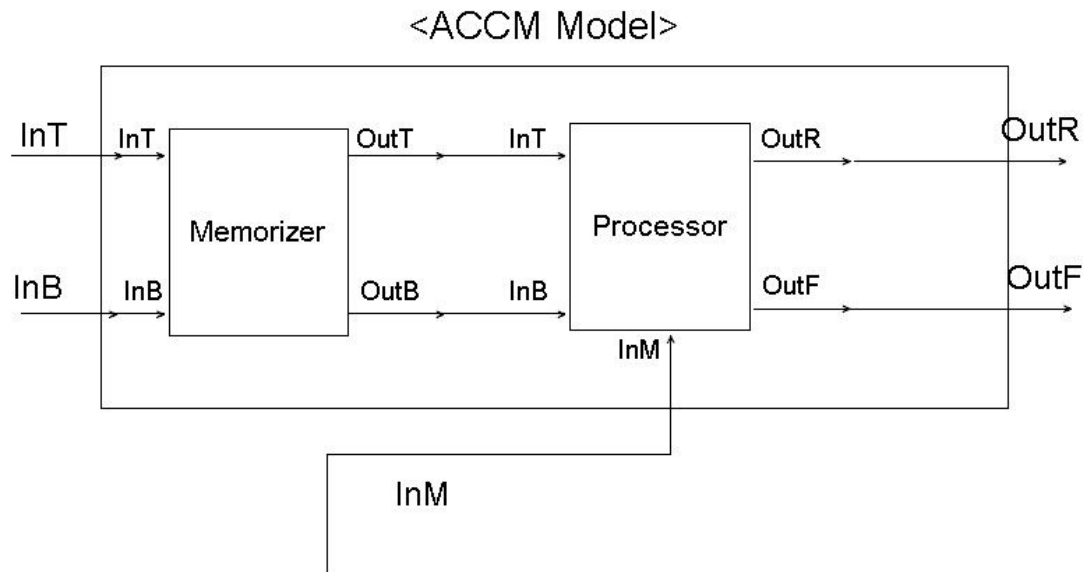 <ACCM Model>
InT
InT
OutT
InT
OutR
OutR
Memorizer
Processor
InB
InB
OutB
InB
OutF
OutF
InM
InM